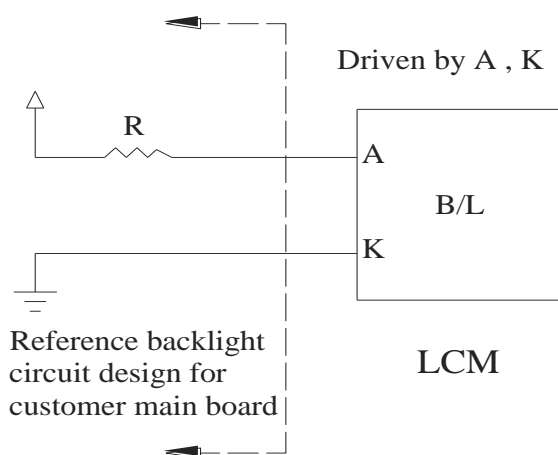 Driven by A , K
R
A
B/L
K
Reference backlight
circuit design for
customer main board
LCM